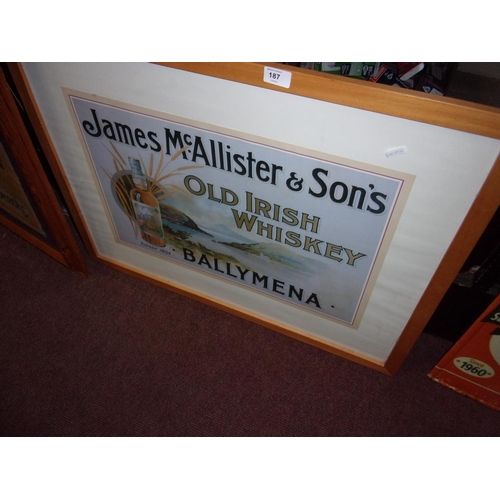 187
James McAllister & Son's
OLD IRISH
WHISKEY
BALLYMENA
1960